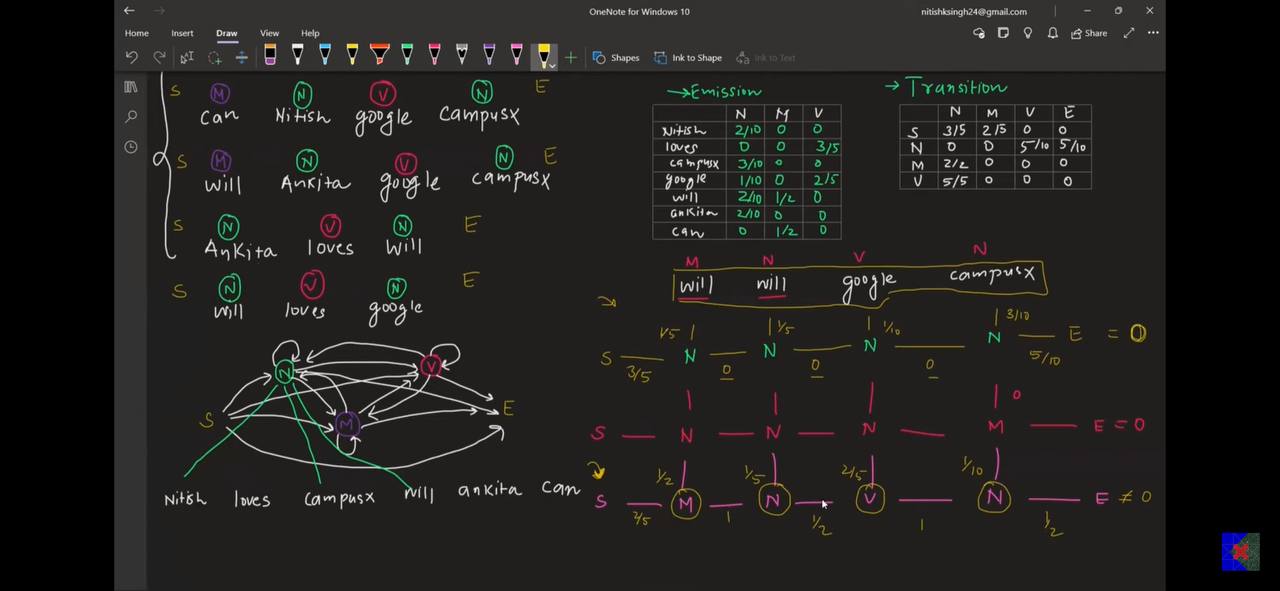 OneNote for Windows 10
nitishksingh24@gmail.com
Home Insert Draw View Help
Share
Shapes
Ink to Shape
Ink to Text
S M N V N E
Can Nitish google Campusx
S M N V N E
Will Ankita google campusx
S N V N E
Ankita loves will
S N V N E
will loves google
N V
S M E
Nitish loves campusx will ankita can
→Emission
N M V
Nitish 2/10 0 0
loves 0 0 3/5
campusx 3/10 0 0
google 1/10 0 2/5
will 2/10 1/2 0
ankita 2/10 0 0
can 0 1/2 0
→ Transition
N M V E
S 3/5 2/5 0 0
N 0 0 5/10 5/10
M 2/2 0 0 0
V 5/5 0 0 0
M N V N
will will google campusx
1/5 1/5 1/10 3/10
S N N N N E = 0
3/5 0 0 0 5/10
0
S N N N M E = 0
1/2 1/5 2/5 1/10
S M N V N E ≠ 0
2/5 1 1/2 1 1/2